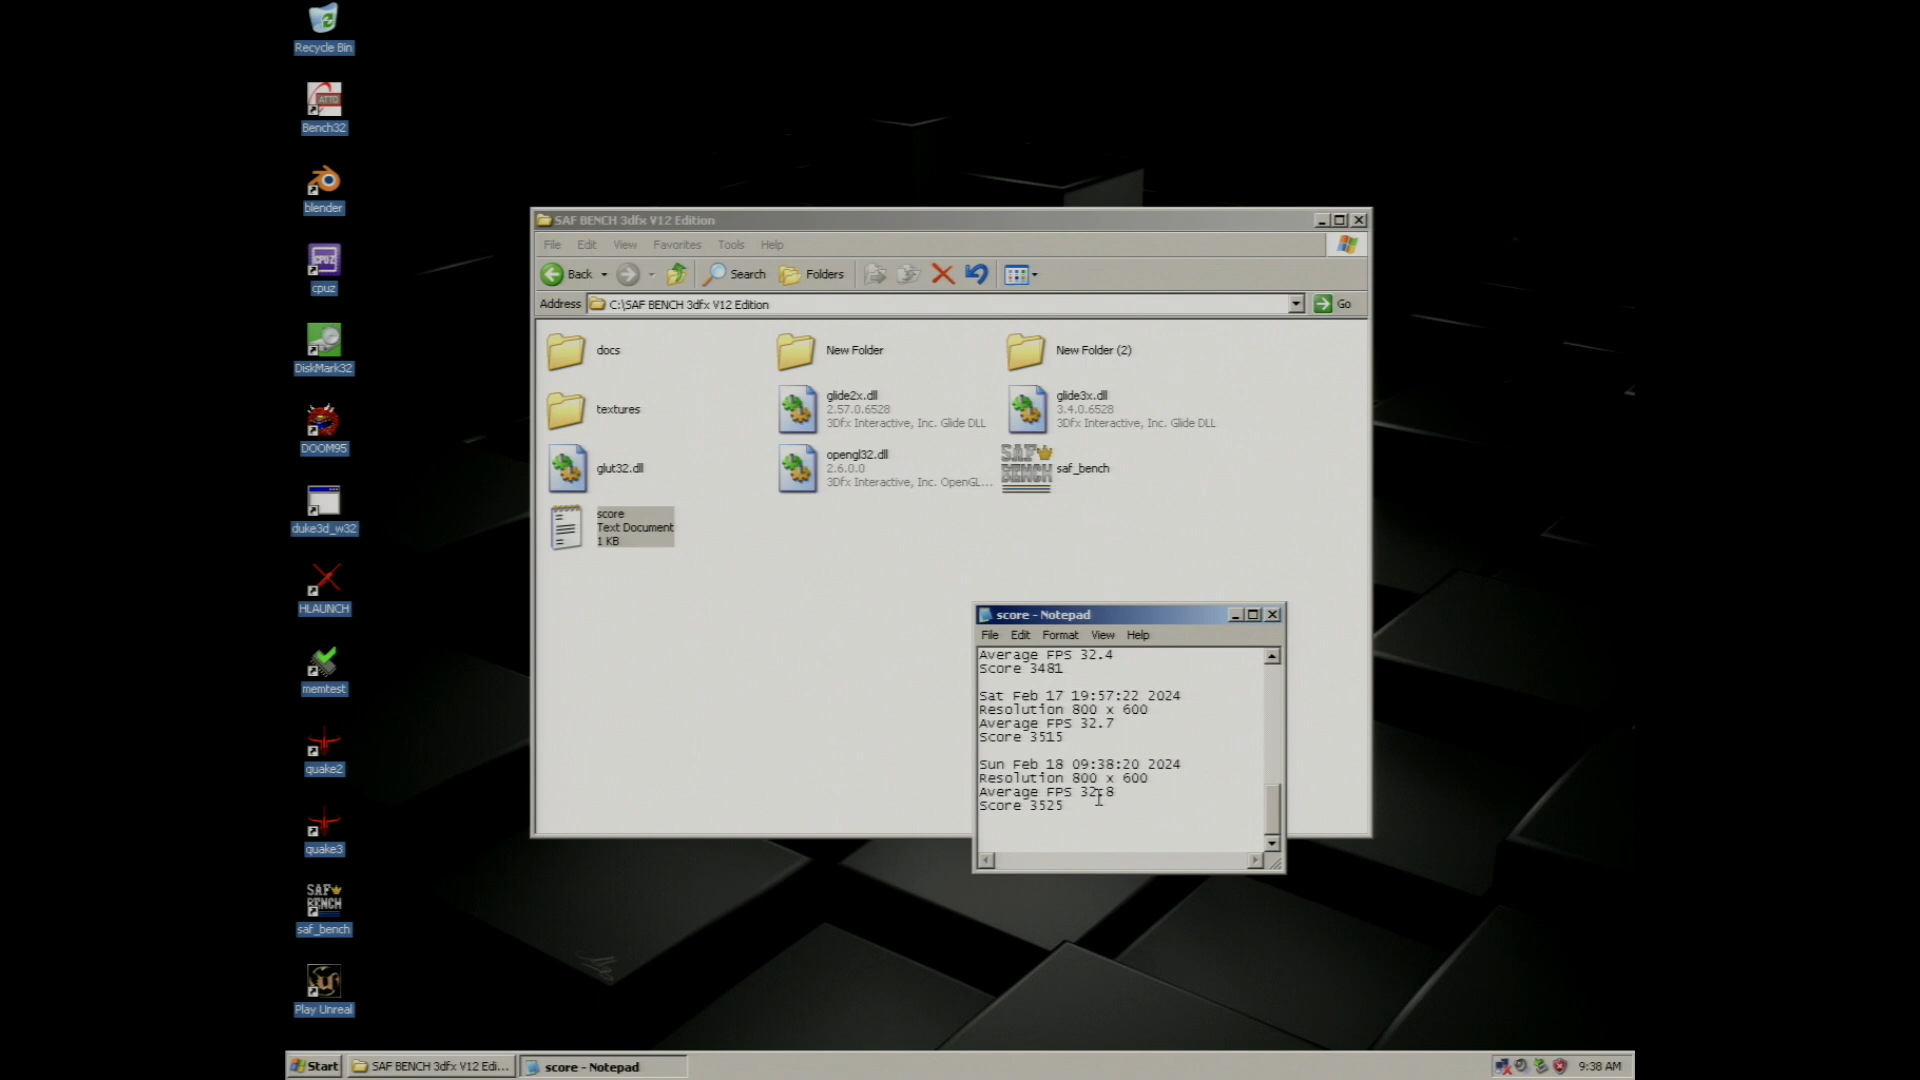 Recycle Bin
ATTO
Bench32
blender
CPUZ
cpuz
DiskMark32
DOOM95
duke3d_w32
HLAUNCH
memtest
quake2
quake3
SAF
BENCH
saf_bench
Play Unreal
SAF BENCH 3dfx V12 Edition
File Edit View Favorites Tools Help
Back Search Folders
Address C:\SAF BENCH 3dfx V12 Edition Go
docs
New Folder
New Folder (2)
textures
glide2x.dll
2.57.0.6528
3Dfx Interactive, Inc. Glide DLL
glide3x.dll
3.4.0.6528
3Dfx Interactive, Inc. Glide DLL
glut32.dll
opengl32.dll
2.6.0.0
3Dfx Interactive, Inc. OpenGL...
SAF
BENCH
saf_bench
score
Text Document
1 KB
score - Notepad
File Edit Format View Help
Average FPS 32.4
Score 3481
Sat Feb 17 19:57:22 2024
Resolution 800 x 600
Average FPS 32.7
Score 3515
Sun Feb 18 09:38:20 2024
Resolution 800 x 600
Average FPS 32.8
Score 3525
Start SAF BENCH 3dfx V12 Edi... score - Notepad 9:38 AM